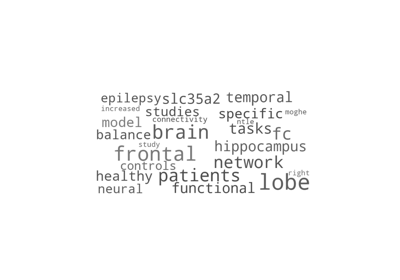 epilepsy slc35a2 temporal
increased studies specific moghe
model connectivity ntle
balance brain tasks fc
study hippocampus
frontal network
controls
healthy patients right
neural functional lobe